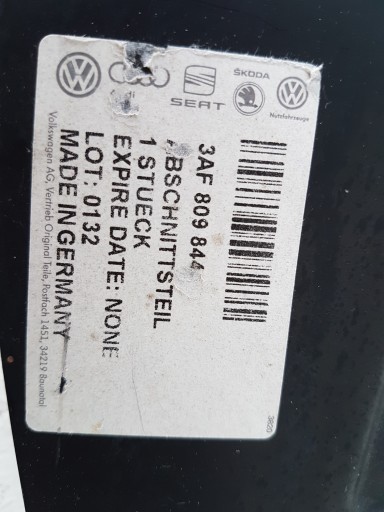 SEAT
ŠKODA
Nutzfahrzeuge
3AF 809 844
ABSCHNITTSTEIL
1 STUECK
EXPIRE DATE: NONE
LOT: 0132
MADE IN GERMANY
Volkswagen AG, Vertrieb Original Teile, Postfach 1451, 34219 Baunatal